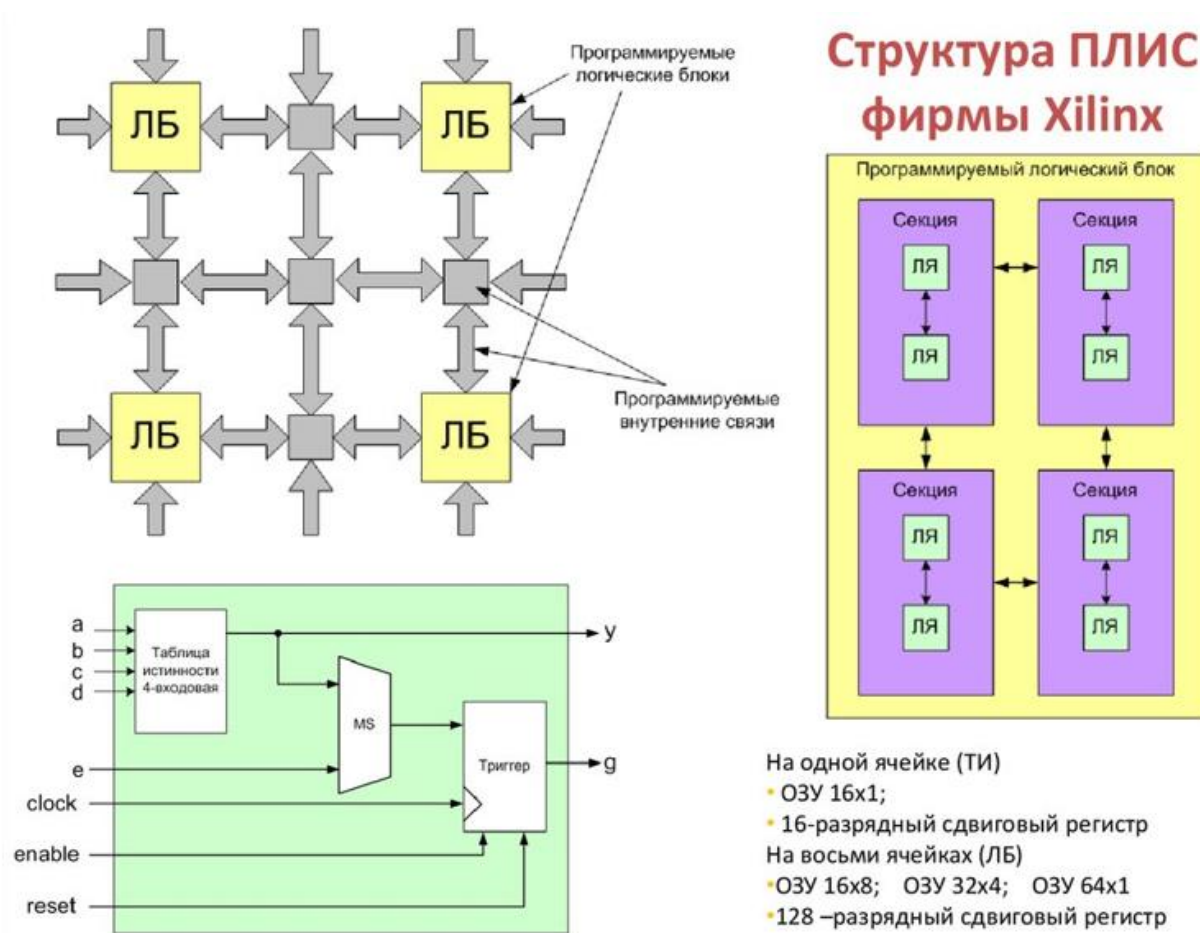 Структура ПЛИС
фирмы Xilinx
Программируемые
логические блоки
ЛБ
ЛБ
ЛБ
ЛБ
Программируемые
внутренние связи
Программируемый логический блок
Секция
ЛЯ
ЛЯ
Секция
ЛЯ
ЛЯ
Секция
ЛЯ
ЛЯ
Секция
ЛЯ
ЛЯ
a
b
c
d
Таблица
истинности
4-входовая
y
MS
Триггер
g
e
clock
enable
reset
На одной ячейке (ТИ)
• ОЗУ 16x1;
• 16-разрядный сдвиговый регистр
На восьми ячейках (ЛБ)
•ОЗУ 16x8; ОЗУ 32x4; ОЗУ 64x1
•128 –разрядный сдвиговый регистр